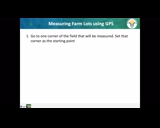 Measuring Farm Lots using GPS
1. Go to one corner of the field that will be measured. Set that
corner as the starting point